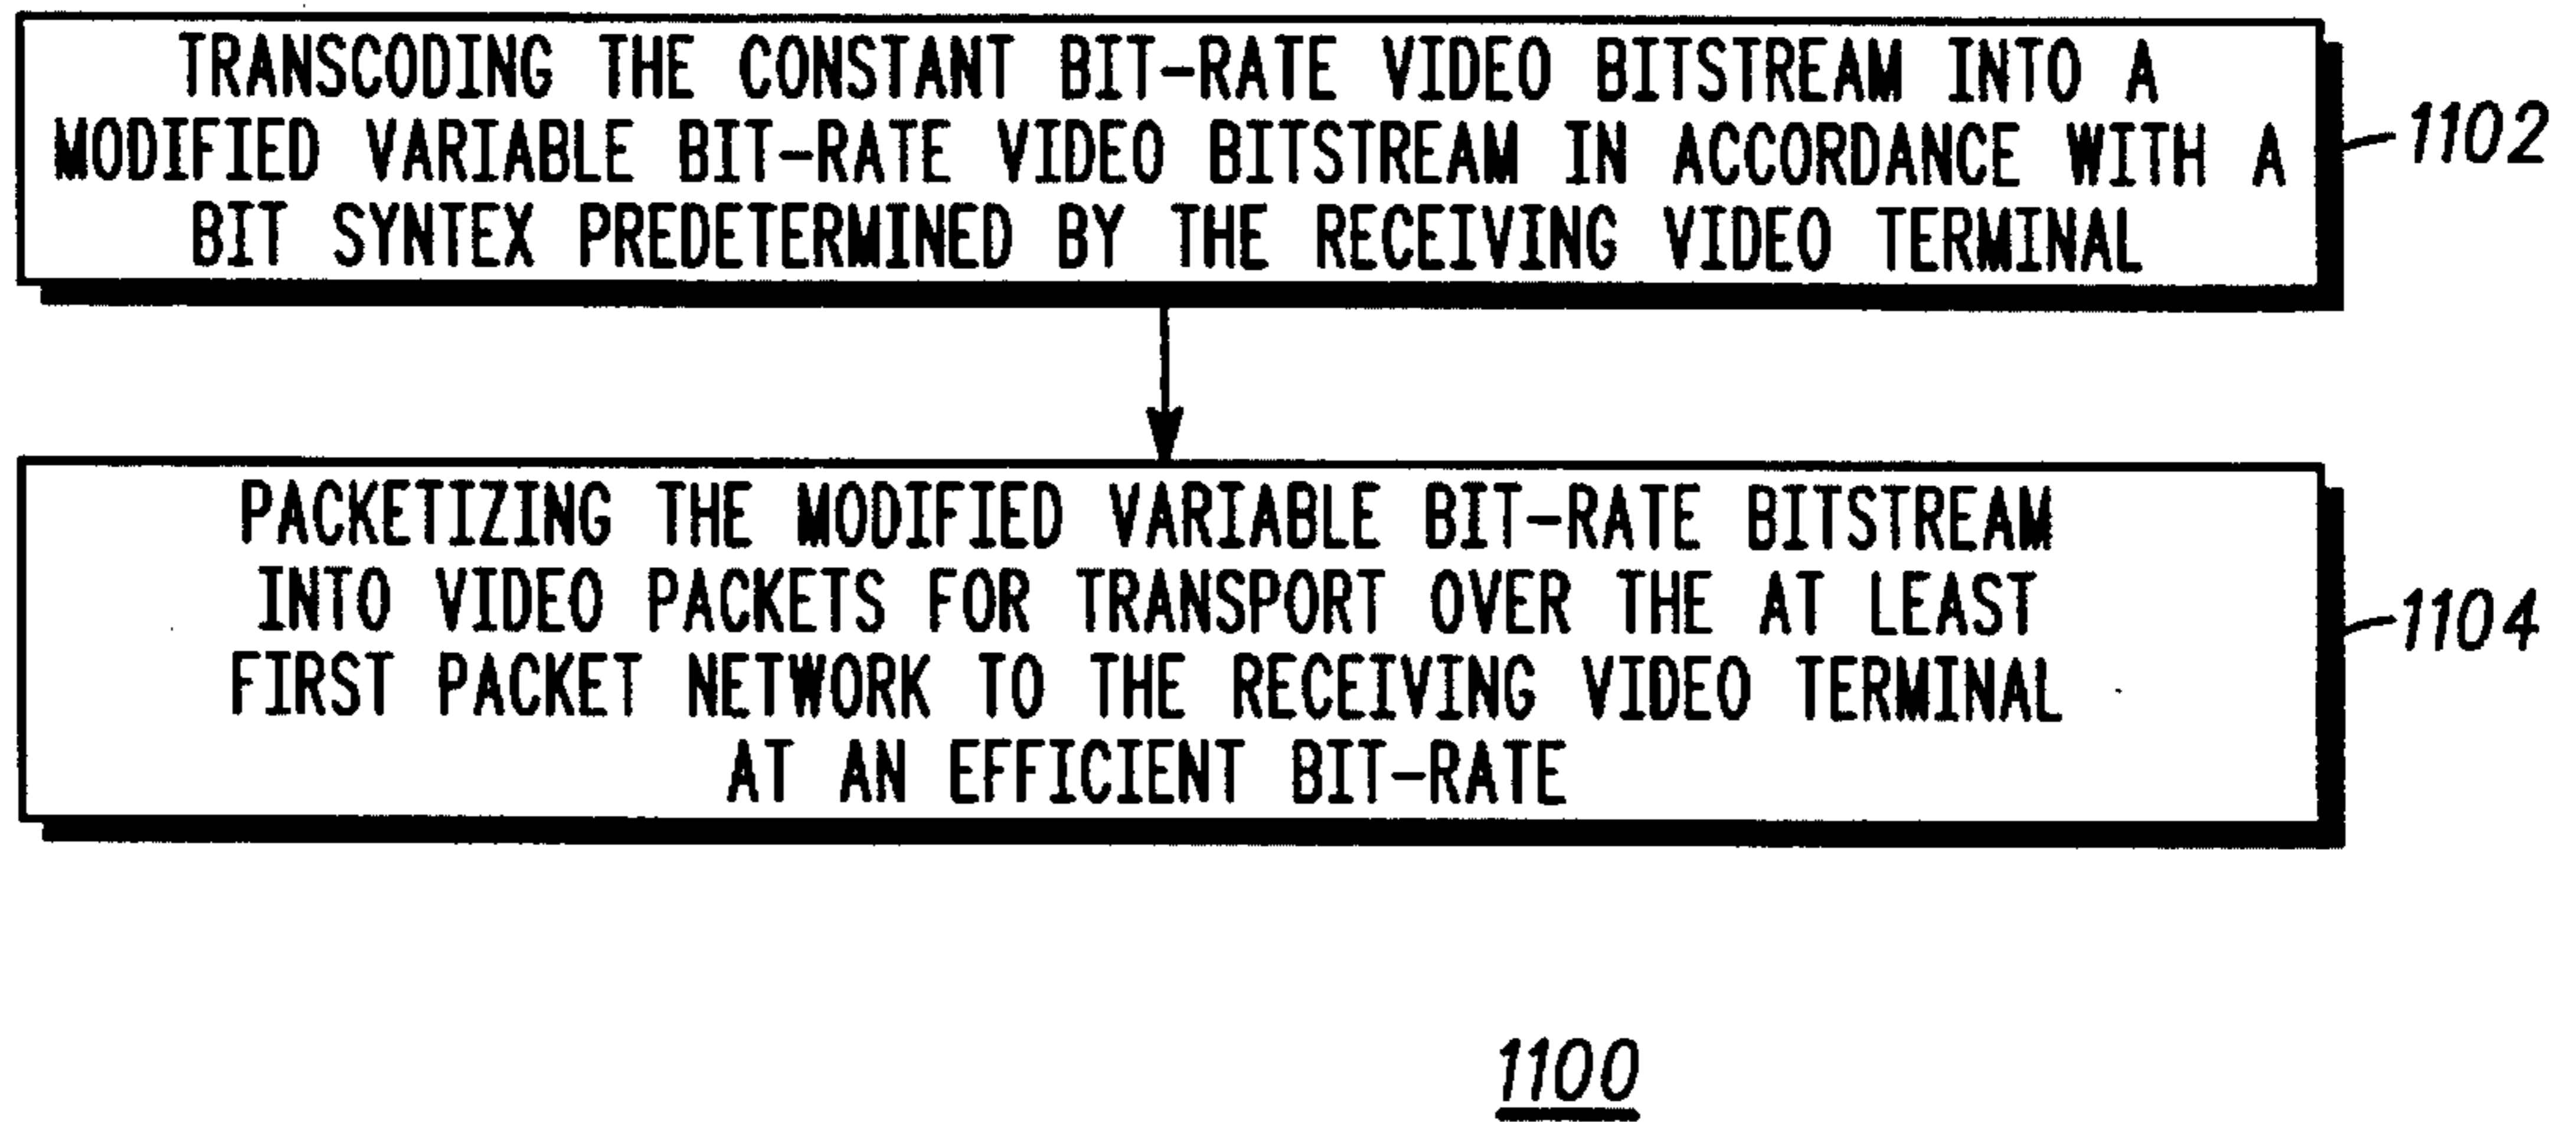 TRANSCODING THE CONSTANT BIT-RATE VIDEO BITSTREAM INTO A
MODIFIED VARIABLE BIT-RATE VIDEO BITSTREAM IN ACCORDANCE WITH A
BIT SYNTEX PREDETERMINED BY THE RECEIVING VIDEO TERMINAL
1102
PACKETIZING THE MODIFIED VARIABLE BIT-RATE BITSTREAM
INTO VIDEO PACKETS FOR TRANSPORT OVER THE AT LEAST
FIRST PACKET NETWORK TO THE RECEIVING VIDEO TERMINAL
AT AN EFFICIENT BIT-RATE
1104
1100